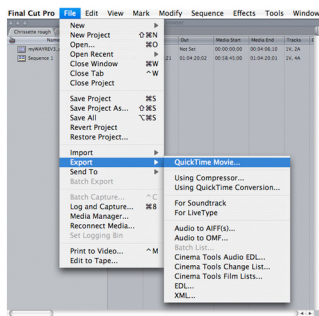 Final Cut Pro File Edit View Mark Modify Sequence Effects Tools Window
Chrissette rough
Name
Out Media Start Media End Tracks
myWAYREV3.
Not Set 00:00:00;00 00:04:06;10 1V, 2A
Sequence 1
01:04:20;02 00:58:45;00 01:04:20;01 1V, 4A
New
New Project ⇧⌘N
Open... ⌘O
Open Recent
Close Window ⌘W
Close Tab ^W
Close Project
Save Project ⌘S
Save Project As... ⇧⌘S
Save All ⌥⌘S
Revert Project
Restore Project...
Import
Export
Send To
Batch Export
Batch Capture... ^C
Log and Capture... ⌘8
Media Manager...
Reconnect Media...
Set Logging Bin
Print to Video... ^M
Edit to Tape...
QuickTime Movie...
Using Compressor...
Using QuickTime Conversion...
For Soundtrack
For LiveType
Audio to AIFF(s)...
Audio to OMF...
Batch List...
Cinema Tools Audio EDL...
Cinema Tools Change List...
Cinema Tools Film Lists...
EDL...
XML...